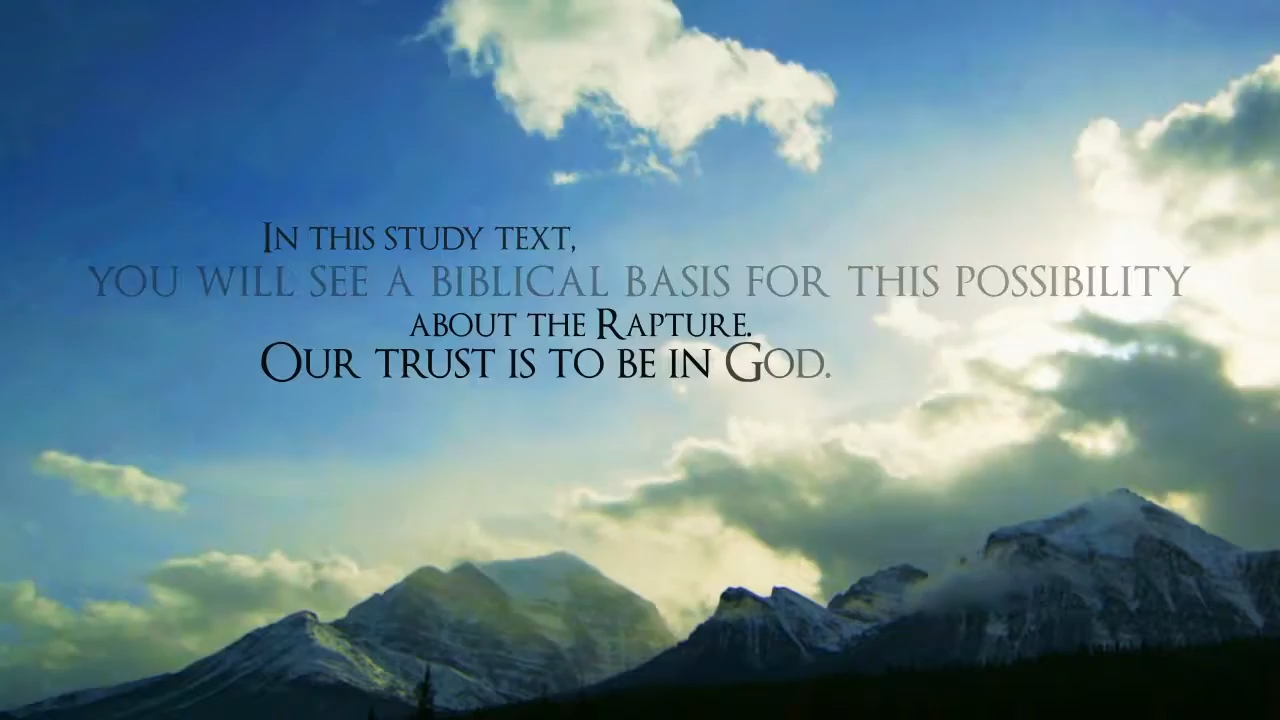 In this study text,
you will see a biblical basis for this possibility
about the Rapture.
Our trust is to be in God.